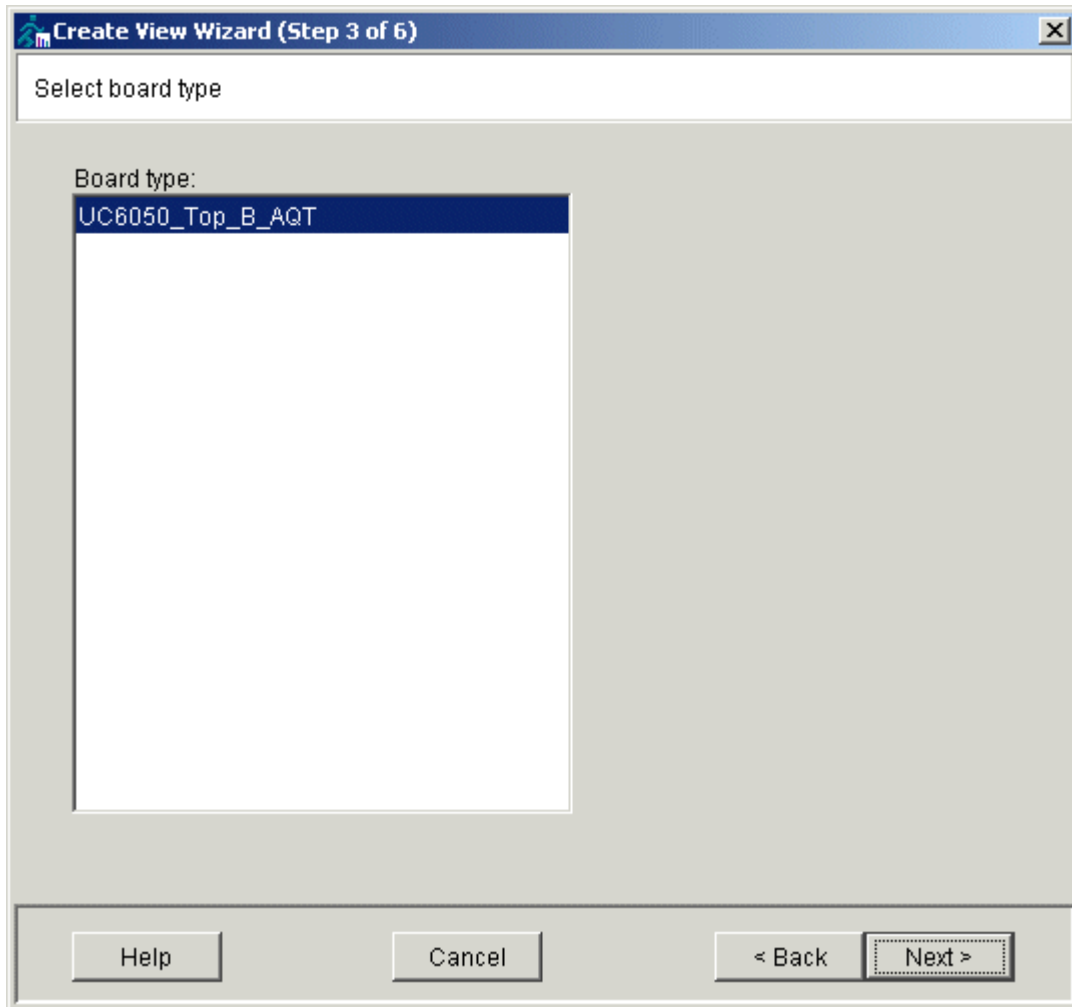 Create View Wizard (Step 3 of 6)
Select board type
Board type:
UC6050_Top_B_AQT
Help Cancel < Back Next >